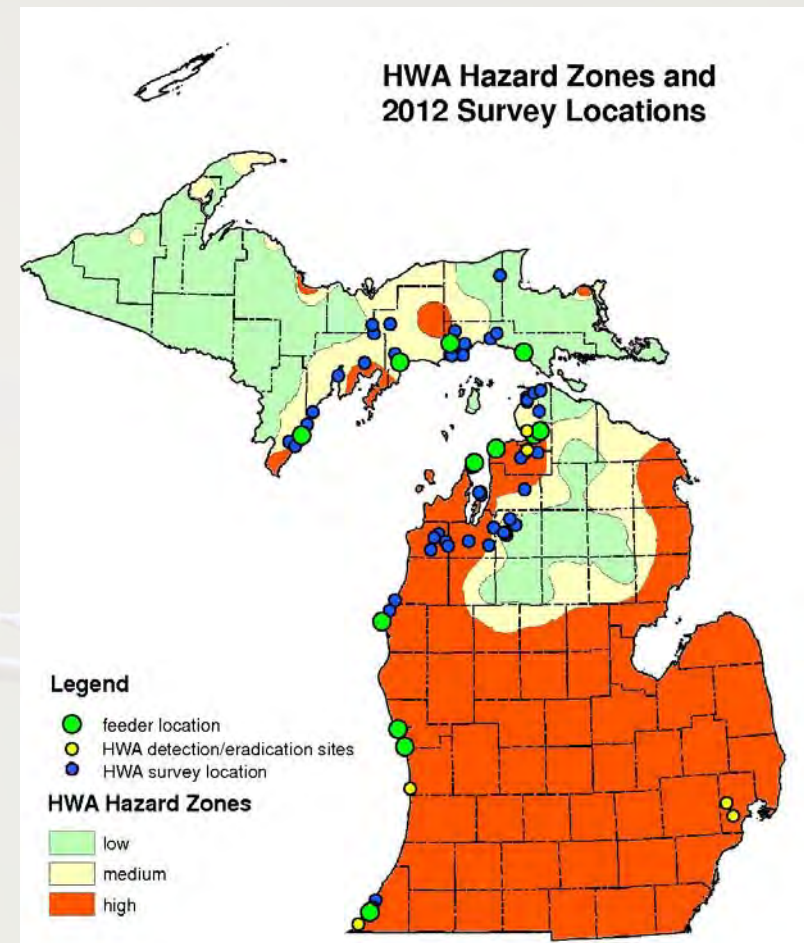 HWA Hazard Zones and
2012 Survey Locations
Legend
feeder location
HWA detection/eradication sites
HWA survey location
HWA Hazard Zones
low
medium
high